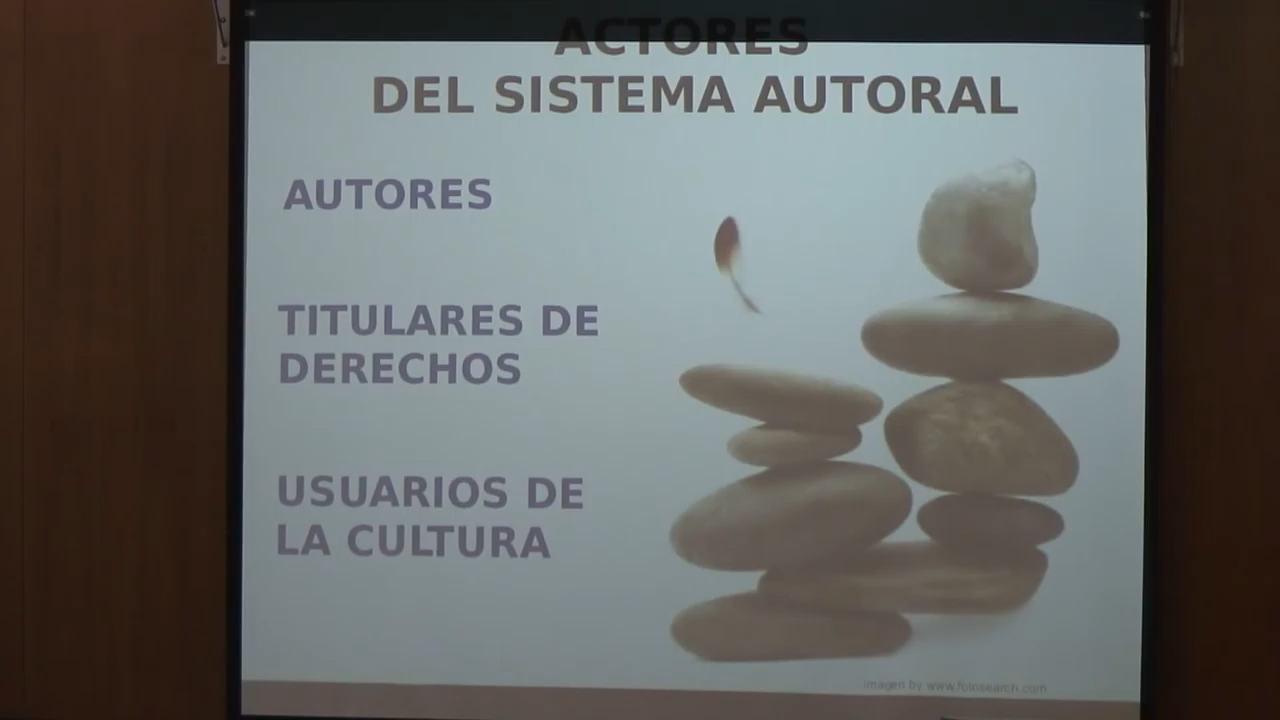 ACTORES
DEL SISTEMA AUTORAL
AUTORES
TITULARES DE
DERECHOS
USUARIOS DE
LA CULTURA
imagen by www.fotosearch.com